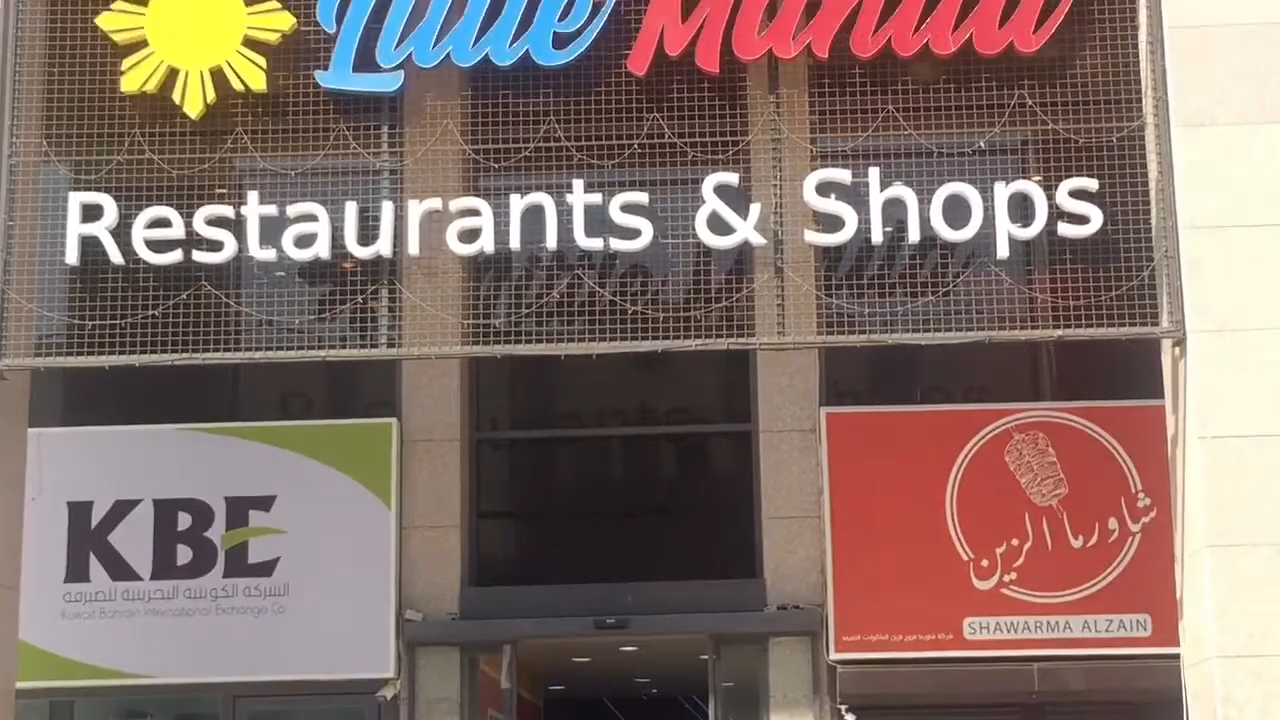 Little Manila
Restaurants & Shops
KBE
الشركة الكويتية البحرينية للصيرفة
Kuwait Bahrain International Exchange Co
شاورما الزين
SHAWARMA ALZAIN